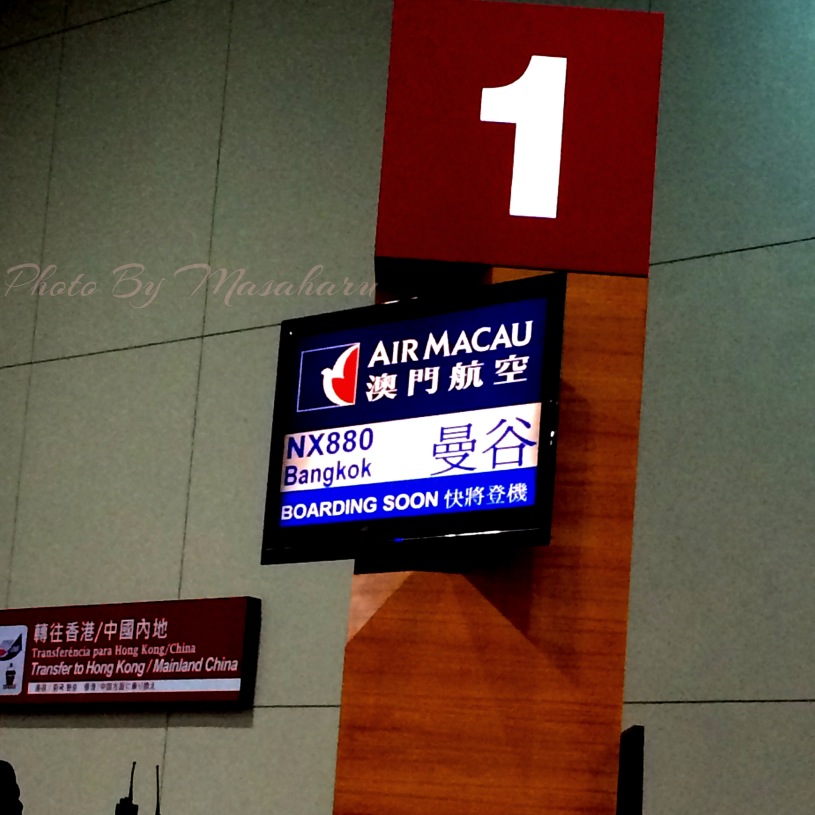 1
Photo By Masaharu
AIR MACAU
澳門航空
NX880
Bangkok
曼谷
BOARDING SOON 快將登機
轉往香港/中國內地
Transferência para Hong Kong/China
Transfer to Hong Kong / Mainland China